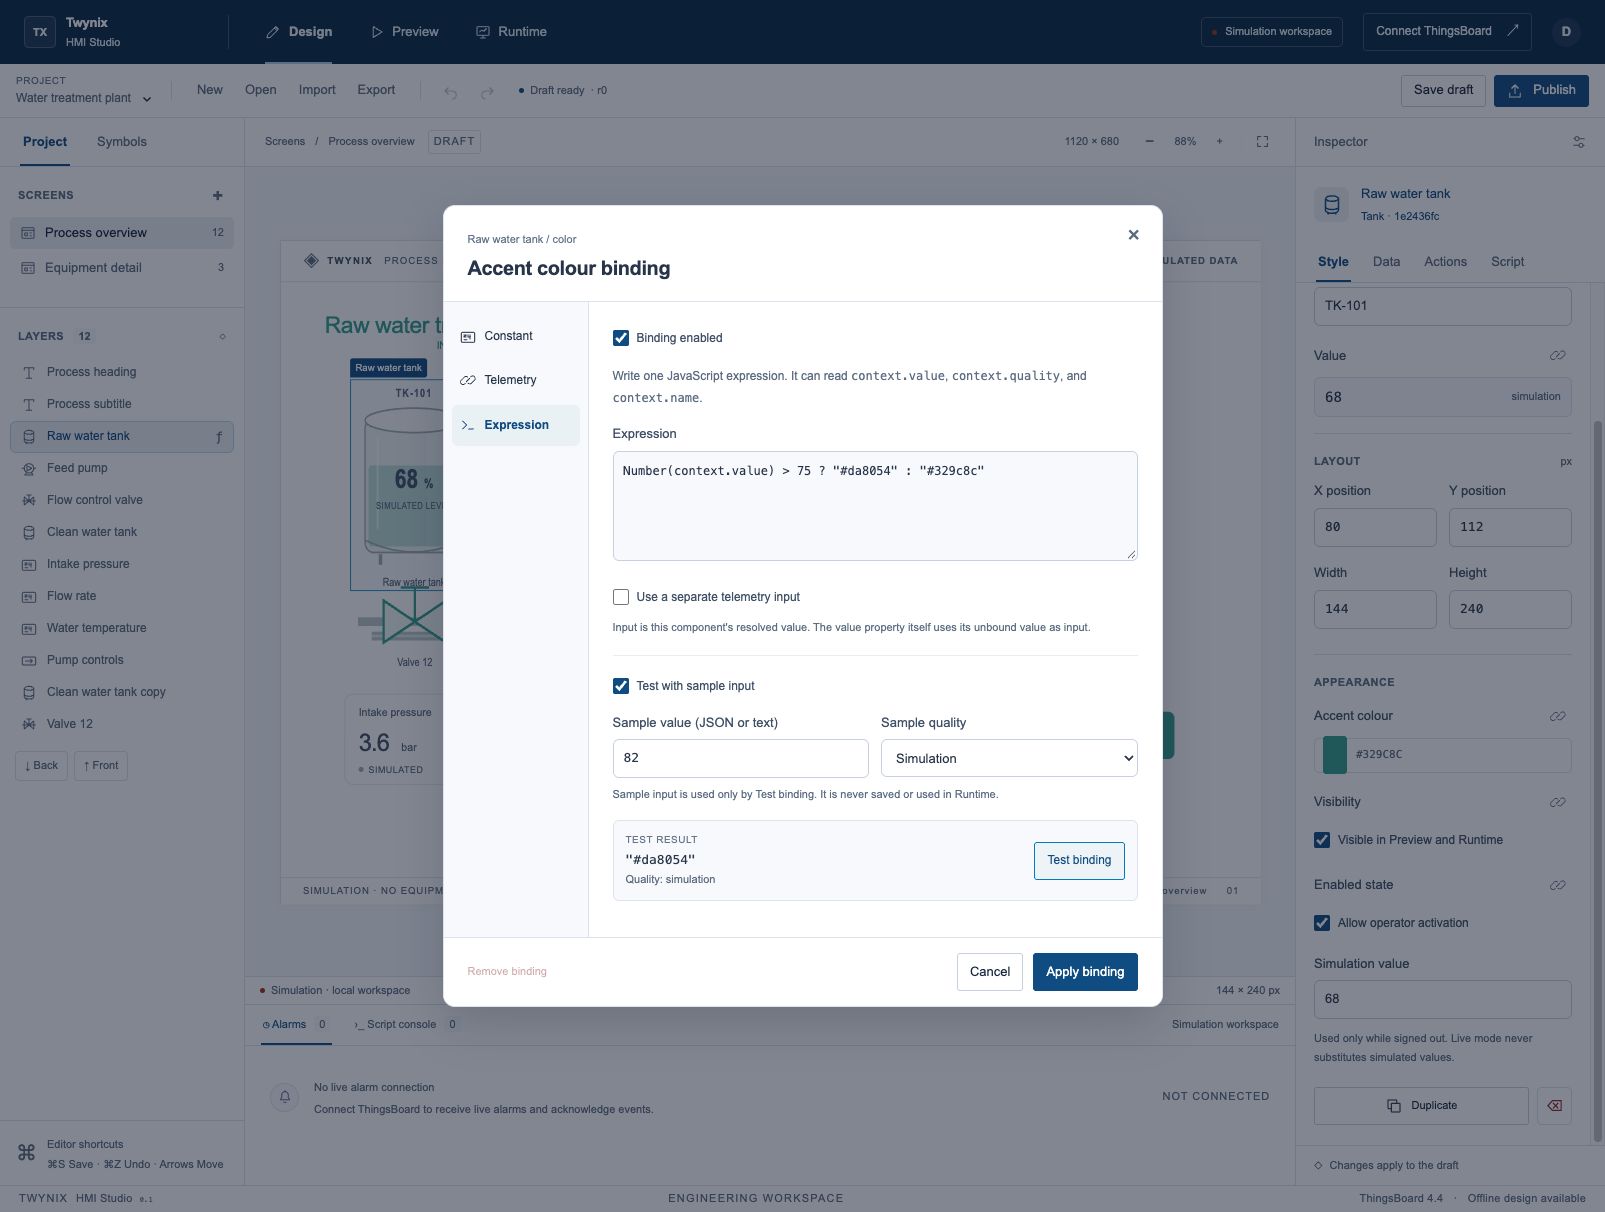 TX
Twynix
HMI Studio
Design
Preview
Runtime
Simulation workspace
Connect ThingsBoard
D
PROJECT
Water treatment plant
New
Open
Import
Export
Draft ready · r0
Save draft
Publish
Project
Symbols
Screens / Process overview
DRAFT
1120 × 680
− 88% +
Inspector
SCREENS +
Process overview 12
Equipment detail 3
LAYERS 12
Process heading
Process subtitle
Raw water tank ƒ
Feed pump
Flow control valve
Clean water tank
Intake pressure
Flow rate
Water temperature
Pump controls
Clean water tank copy
Valve 12
↓ Back
↑ Front
Editor shortcuts
⌘S Save · ⌘Z Undo · Arrows Move
TWYNIX PROCESS
ULATED DATA
Raw water t
IN
Raw water tank
TK-101
68 %
SIMULATED LEVE
Raw water tank
Valve 12
Intake pressure
3.6 bar
SIMULATED
SIMULATION · NO EQUIPM
overview 01
Raw water tank / color
Accent colour binding
×
Constant
Telemetry
Expression
Binding enabled
Write one JavaScript expression. It can read context.value, context.quality, and
context.name.
Expression
Number(context.value) > 75 ? "#da8054" : "#329c8c"
Use a separate telemetry input
Input is this component's resolved value. The value property itself uses its unbound value as input.
Test with sample input
Sample value (JSON or text)
Sample quality
82
Simulation
Sample input is used only by Test binding. It is never saved or used in Runtime.
TEST RESULT
"#da8054"
Quality: simulation
Test binding
Remove binding
Cancel
Apply binding
Simulation · local workspace
144 × 240 px
Alarms 0
Script console 0
Simulation workspace
No live alarm connection
Connect ThingsBoard to receive live alarms and acknowledge events.
NOT CONNECTED
Raw water tank
Tank · 1e2436fc
Style
Data
Actions
Script
TK-101
Value
68
simulation
LAYOUT px
X position
Y position
80
112
Width
Height
144
240
APPEARANCE
Accent colour
#329C8C
Visibility
Visible in Preview and Runtime
Enabled state
Allow operator activation
Simulation value
68
Used only while signed out. Live mode never
substitutes simulated values.
Duplicate
Changes apply to the draft
TWYNIX HMI Studio 0.1
ENGINEERING WORKSPACE
ThingsBoard 4.4 · Offline design available